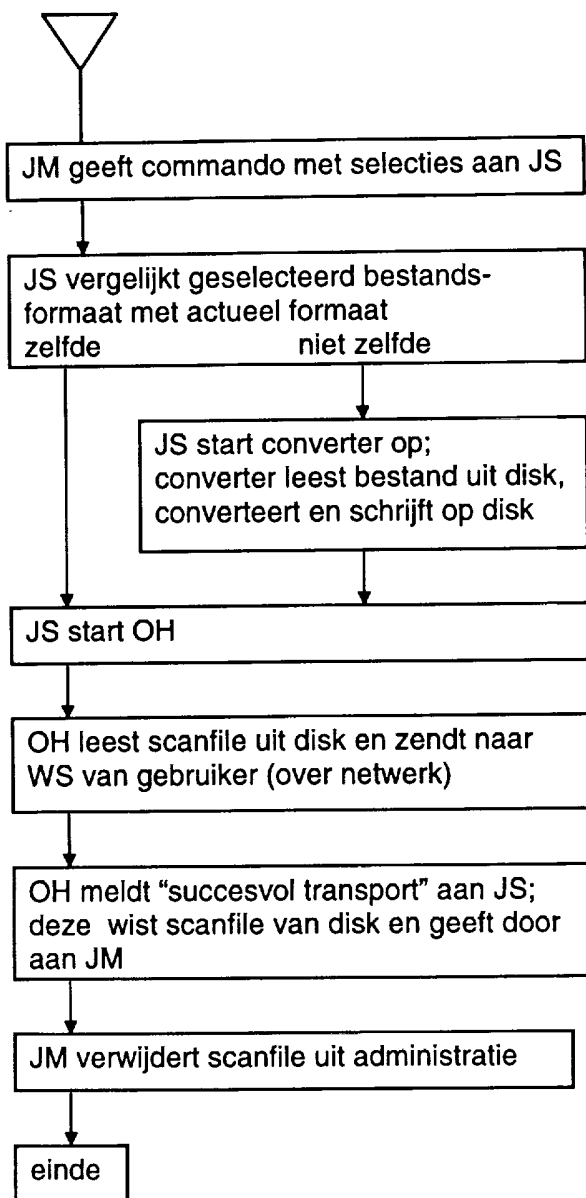 JM geeft commando met selecties aan JS
JS vergelijkt geselecteerd bestands-
formaat met actueel formaat
zelfde niet zelfde
JS start converter op;
converter leest bestand uit disk,
converteert en schrijft op disk
JS start OH
OH leest scanfile uit disk en zendt naar
WS van gebruiker (over netwerk)
OH meldt “succesvol transport” aan JS;
deze wist scanfile van disk en geeft door
aan JM
JM verwijdert scanfile uit administratie
einde